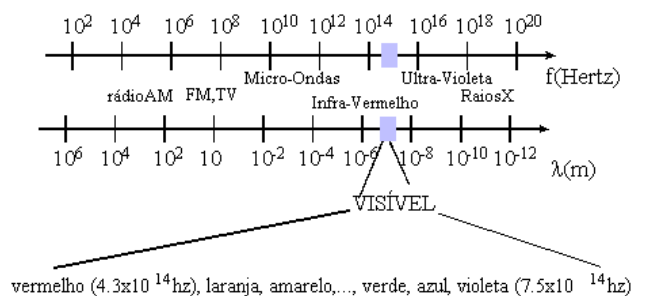 10² 10⁴ 10⁶ 10⁸ 10¹⁰ 10¹² 10¹⁴ 10¹⁶ 10¹⁸ 10²⁰
Micro-Ondas Ultra-Violeta f(Hertz)
rádioAM FM,TV Infra-Vermelho RaiosX
10⁶ 10⁴ 10² 10 10⁻² 10⁻⁴ 10⁻⁶ 10⁻⁸ 10⁻¹⁰ 10⁻¹² λ(m)
VISÍVEL
vermelho (4.3x10 ¹⁴hz), laranja, amarelo,..., verde, azul, violeta (7.5x10 ¹⁴hz)